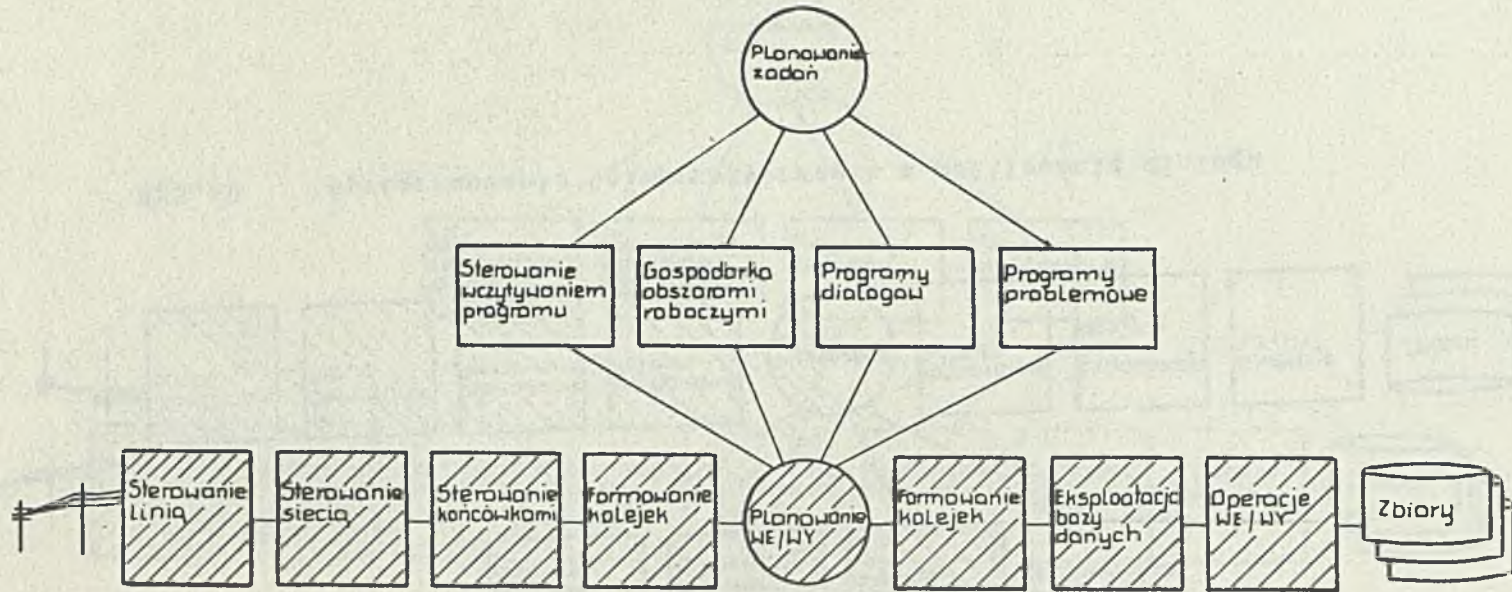 Planowanie
zadań
Sterowanie
wczytywaniem
programu
Gospodarka
obszarami
roboczymi
Programy
dialogów
Programy
problemowe
Sterowanie
linią
Sterowanie
siecią
Sterowanie
końcówkami
Formowanie
kolejek
Planowanie
WE/WY
Formowanie
kolejek
Eksploatacja
bazy
danych
Operacje
WE/WY
Zbiory